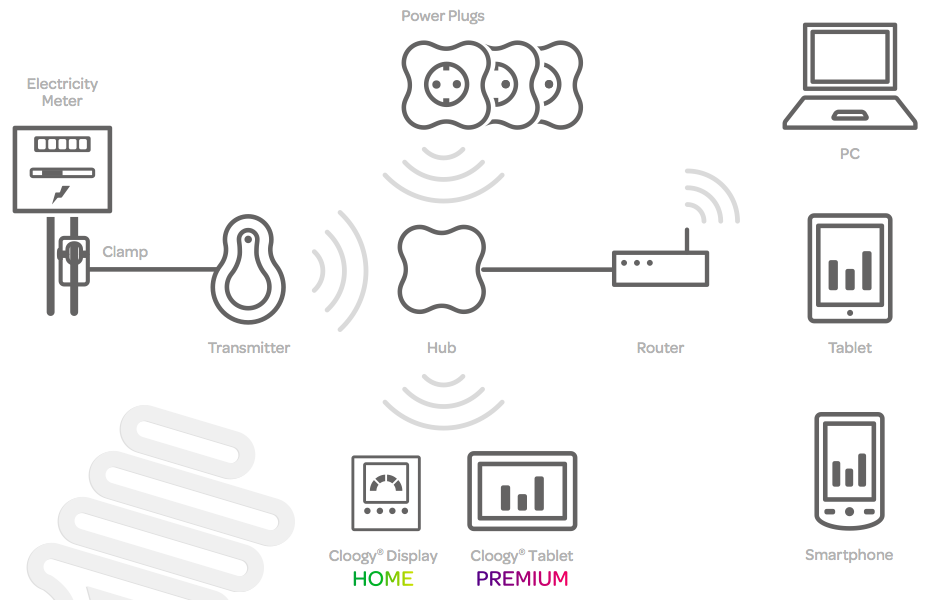 Power Plugs
Electricity
Meter
PC
Clamp
Transmitter
Hub
Router
Tablet
Cloogy® Display
HOME
Cloogy® Tablet
PREMIUM
Smartphone